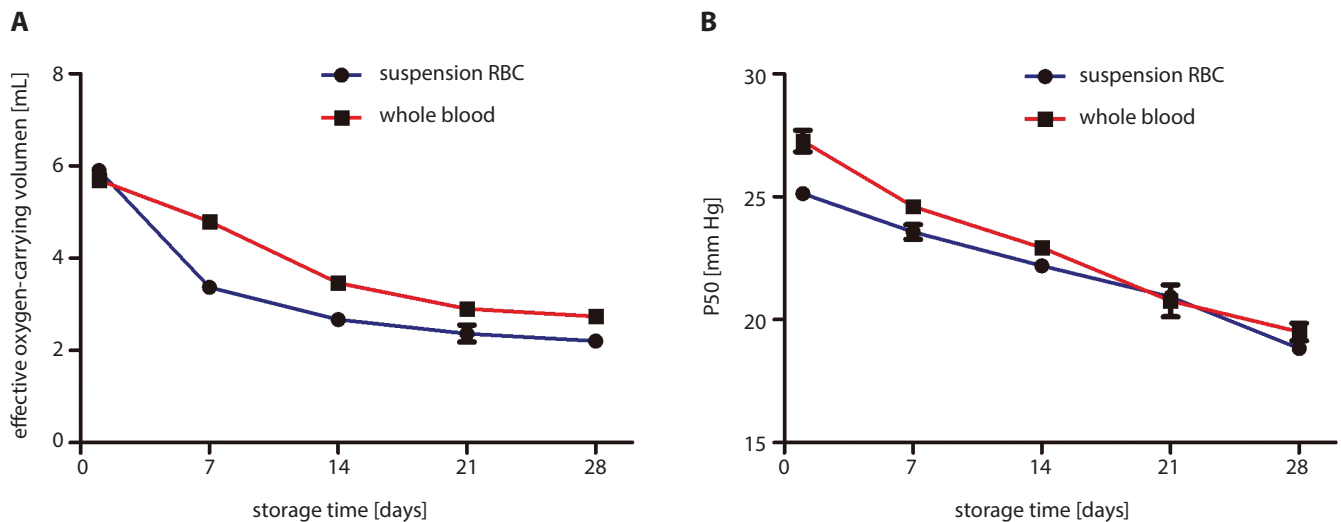 A
effective oxygen-carrying volumen [mL]
8
6
4
2
0
suspension RBC
whole blood
0 7 14 21 28
storage time [days]
B
P50 [mm Hg]
30
25
20
15
suspension RBC
whole blood
0 7 14 21 28
storage time [days]